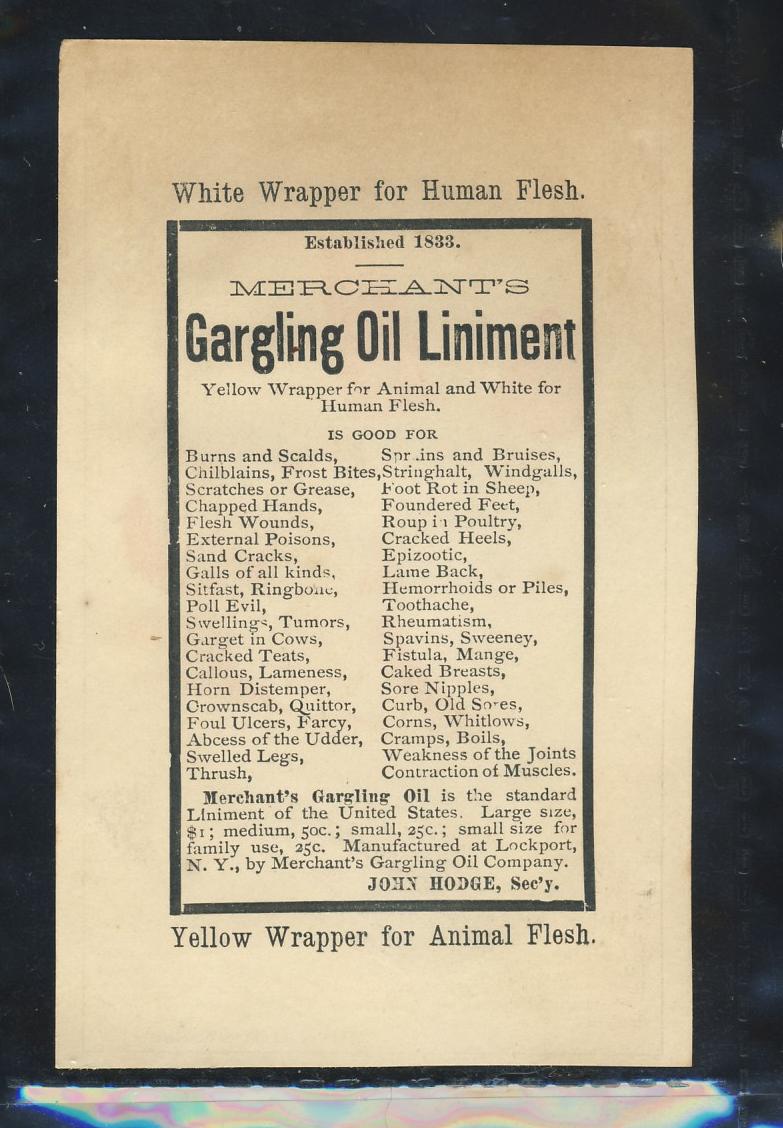 White Wrapper for Human Flesh.
Established 1833.
MERCHANT'S
Gargling Oil Liniment
Yellow Wrapper for Animal and White for
Human Flesh.
IS GOOD FOR
Burns and Scalds,
Chilblains, Frost Bites,
Scratches or Grease,
Chapped Hands,
Flesh Wounds,
External Poisons,
Sand Cracks,
Galls of all kinds,
Sitfast, Ringbone,
Poll Evil,
Swellings, Tumors,
Garget in Cows,
Cracked Teats,
Callous, Lameness,
Horn Distemper,
Crownscab, Quittor,
Foul Ulcers, Farcy,
Abcess of the Udder,
Swelled Legs,
Thrush,
Sprains and Bruises,
Stringhalt, Windgalls,
Foot Rot in Sheep,
Foundered Feet,
Roup in Poultry,
Cracked Heels,
Epizootic,
Lame Back,
Hemorrhoids or Piles,
Toothache,
Rheumatism,
Spavins, Sweeney,
Fistula, Mange,
Caked Breasts,
Sore Nipples,
Curb, Old Sores,
Corns, Whitlows,
Cramps, Boils,
Weakness of the Joints
Contraction of Muscles.
Merchant's Gargling Oil is the standard
Liniment of the United States. Large size,
$1; medium, 50c.; small, 25c.; small size for
family use, 25c. Manufactured at Lockport,
N. Y., by Merchant's Gargling Oil Company.
JOHN HODGE, Sec'y.
Yellow Wrapper for Animal Flesh.